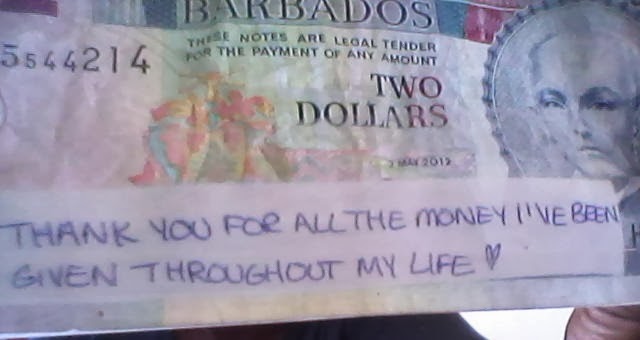 BARBADOS
THESE NOTES ARE LEGAL TENDER
FOR THE PAYMENT OF ANY AMOUNT
5544214
TWO
DOLLARS
2 MAY 2012
THANK YOU FOR ALL THE MONEY I'VE BEEN
GIVEN THROUGHOUT MY LIFE